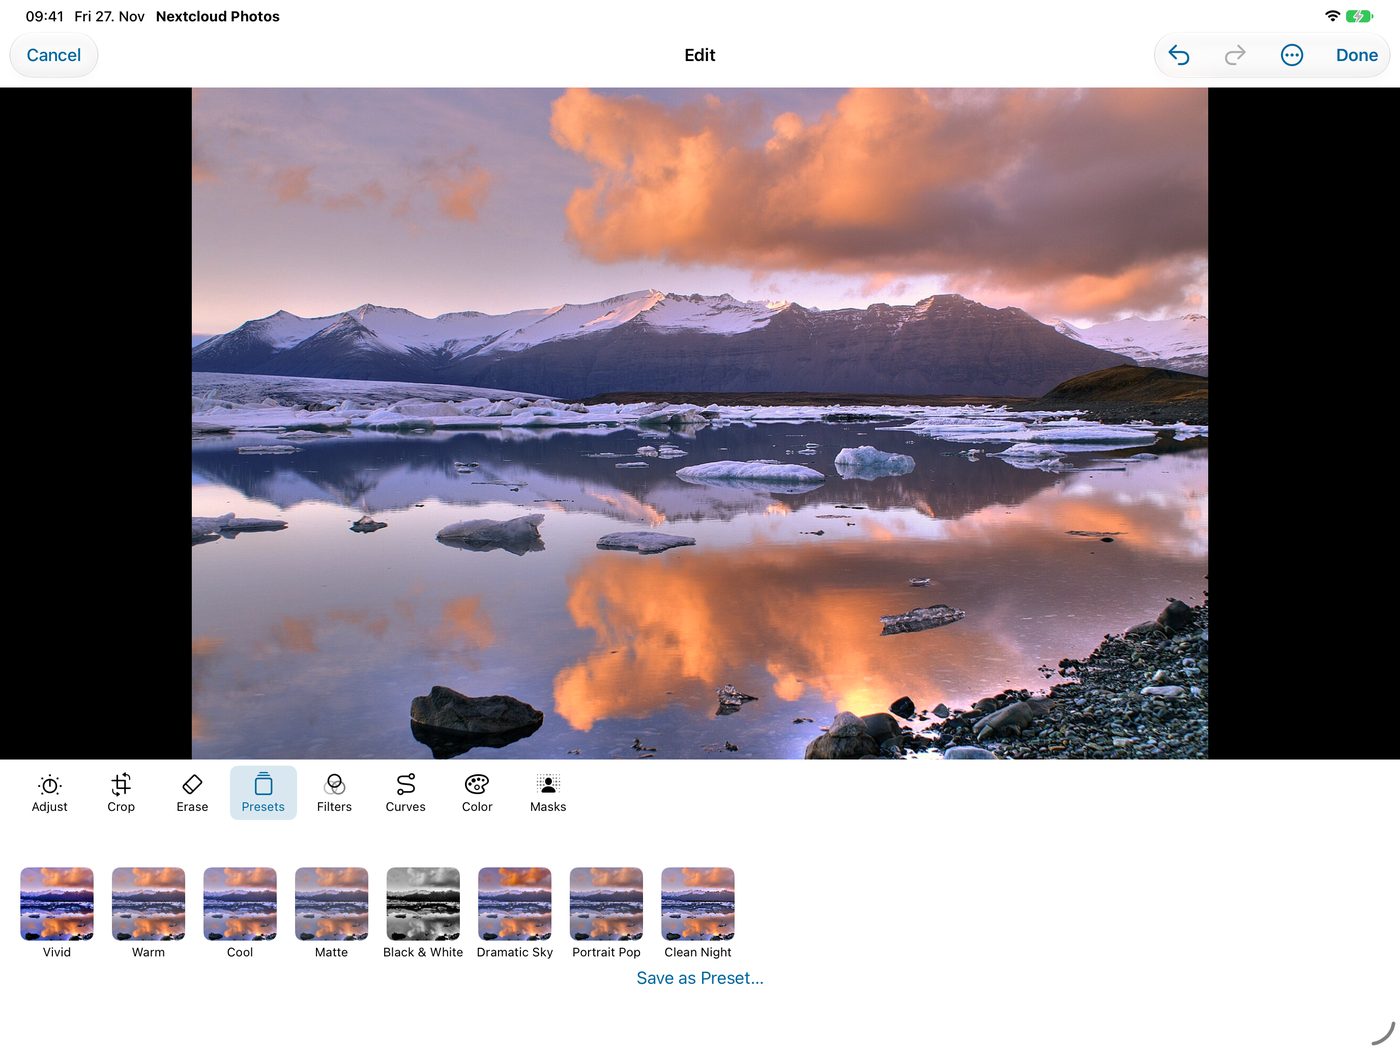 09:41 Fri 27. Nov Nextcloud Photos
Cancel Edit Done
Adjust Crop Erase Presets Filters Curves Color Masks
Vivid Warm Cool Matte Black & White Dramatic Sky Portrait Pop Clean Night
Save as Preset...